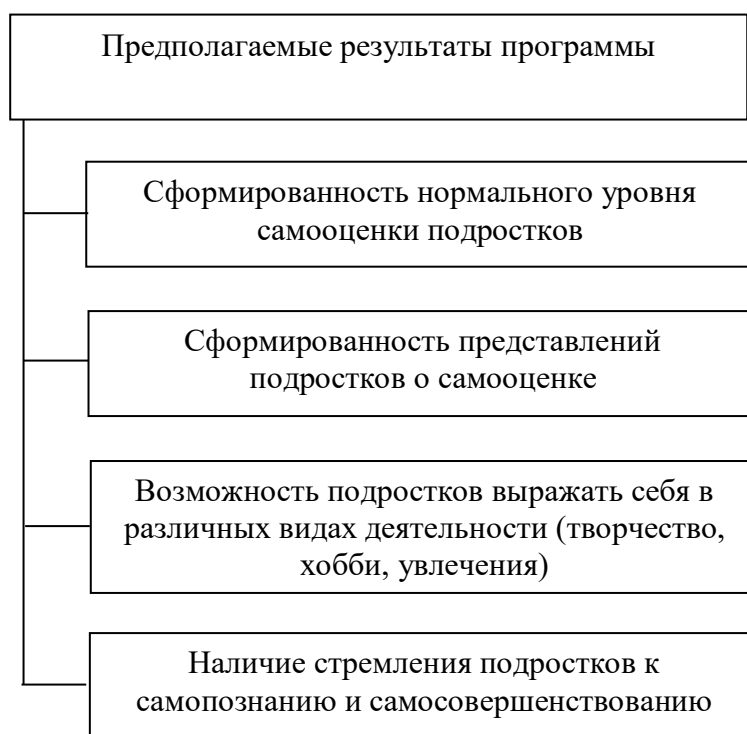 Предполагаемые результаты программы
Сформированность нормального уровня
самооценки подростков
Сформированность представлений
подростков о самооценке
Возможность подростков выражать себя в
различных видах деятельности (творчество,
хобби, увлечения)
Наличие стремления подростков к
самопознанию и самосовершенствованию